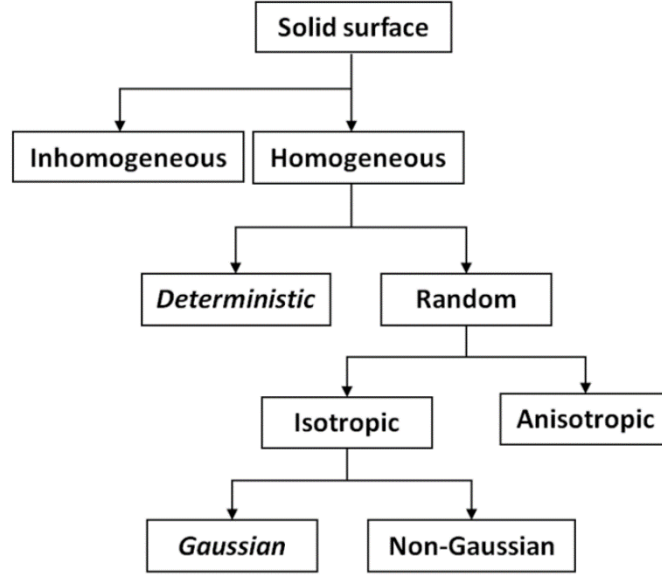 Solid surface
Inhomogeneous
Homogeneous
Deterministic
Random
Isotropic
Anisotropic
Gaussian
Non-Gaussian